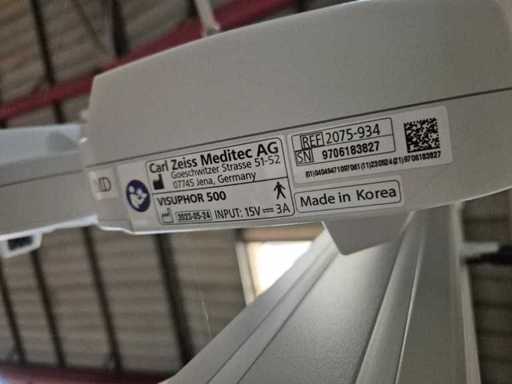 Carl Zeiss Meditec AG
Goeschwitzer Strasse 51-52
07745 Jena, Germany
VISUPHOR 500
2023-05-24 INPUT: 15V 3A
REF 2075-934
SN 9706183827
Made in Korea